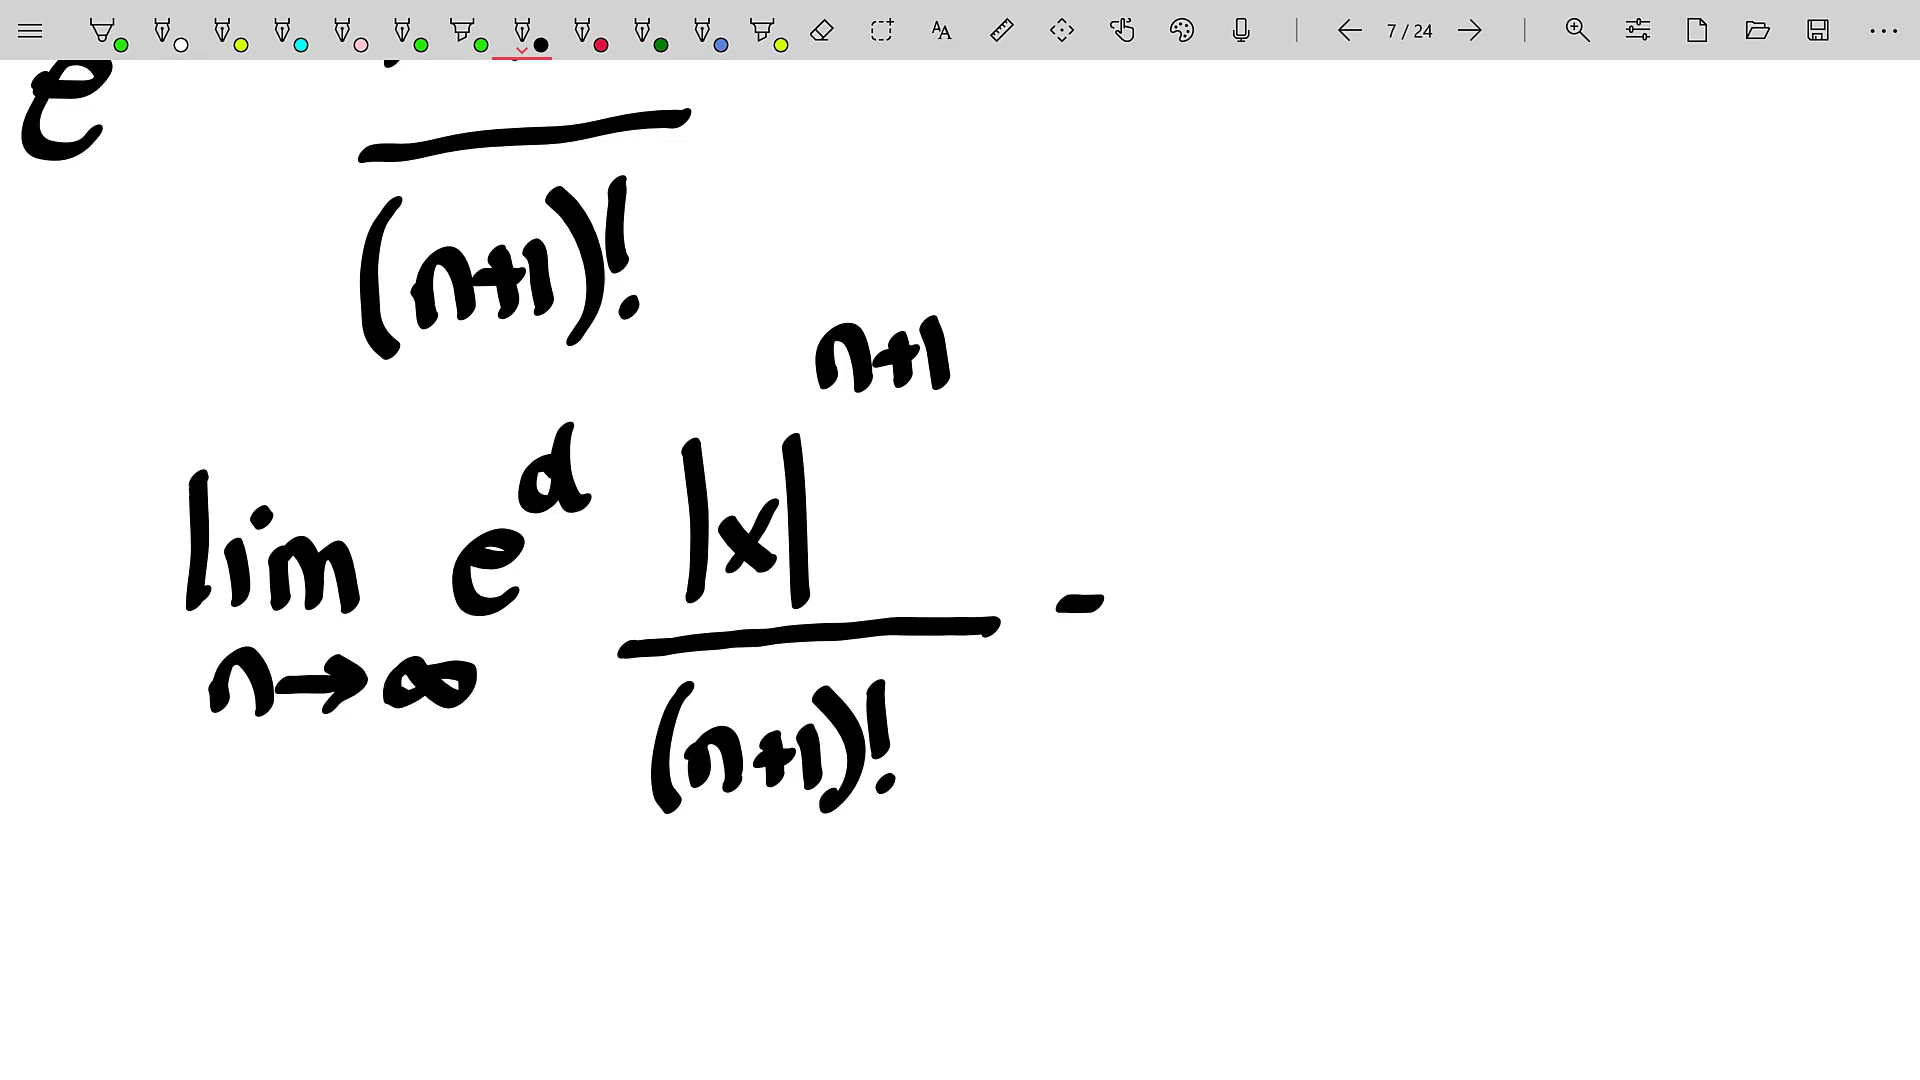 7 / 24
e
(n+1)!
lim n→∞ e^d |x|^{n+1} / (n+1)! -